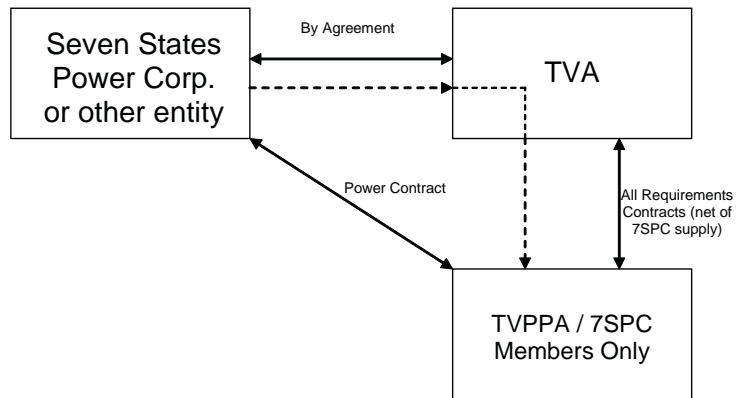 Seven States
Power Corp.
or other entity
By Agreement
TVA
Power Contract
All Requirements
Contracts (net of
7SPC supply)
TVPPA / 7SPC
Members Only